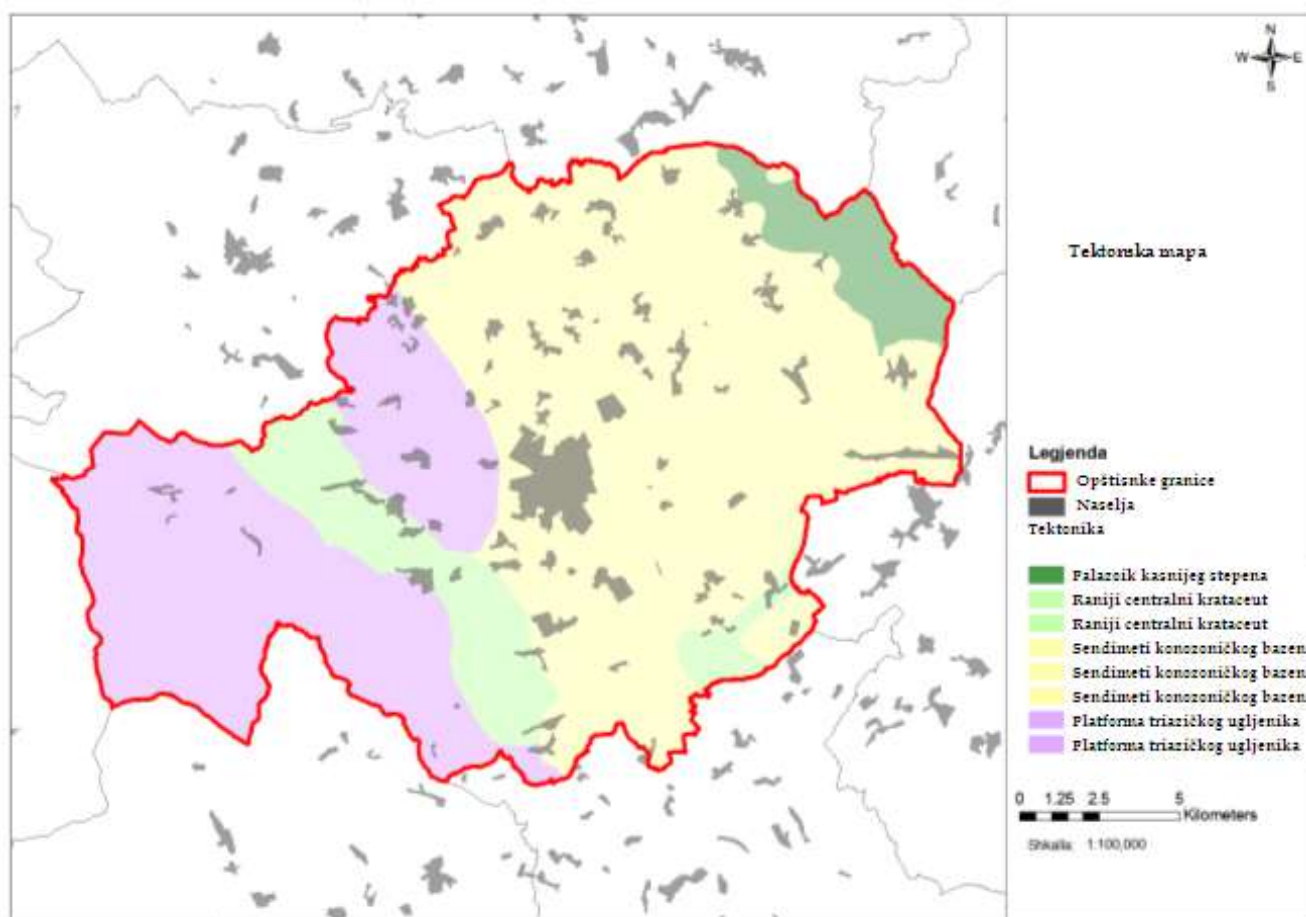 N
W E
S
Tektonska mapa
Legjenda
Opštisnke granice
Naselja
Tektonika
Palazoik kasnijeg stepena
Raniji centralni krataceut
Raniji centralni krataceut
Sendimeti konozoničkog bazen
Sendimeti konozoničkog bazen
Sendimeti konozoničkog bazen
Platforma triazičkog ugljenika
Platforma triazičkog ugljenika
0 1.25 2.5 5
Kilometers
Shkalla: 1:100,000